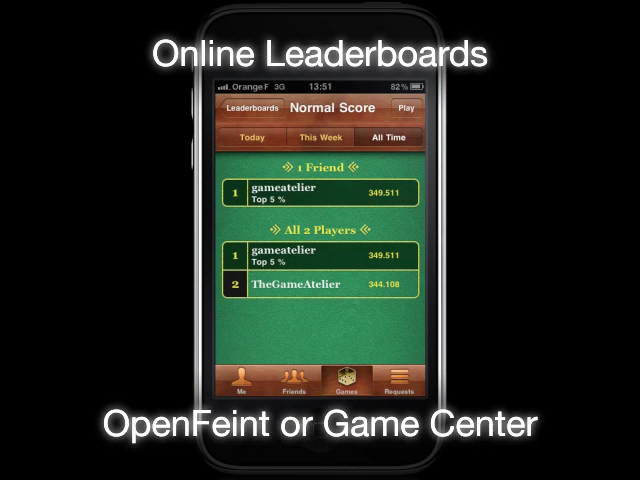 Online Leaderboards
Orange F 3G 13:51 82%
Leaderboards Normal Score Play
Today This Week All Time
1 Friend
1 gameatelier 349.511
Top 5 %
All 2 Players
1 gameatelier 349.511
Top 5 %
2 TheGameAtelier 344.108
Me Friends Games Requests
OpenFeint or Game Center